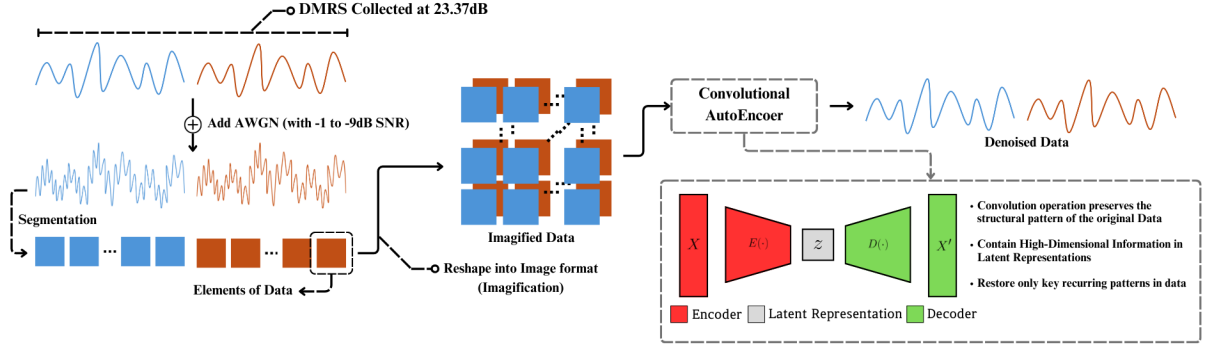 DMRS Collected at 23.37dB
Add AWGN (with -1 to -9dB SNR)
Segmentation
Elements of Data
Reshape into Image format
(Imagification)
Imagified Data
Convolutional
AutoEncoer
Denoised Data
X
E(·)
z
D(·)
X′
• Convolution operation preserves the
structural pattern of the original Data
• Contain High-Dimensional Information in
Latent Representations
• Restore only key recurring patterns in data
Encoder
Latent Representation
Decoder